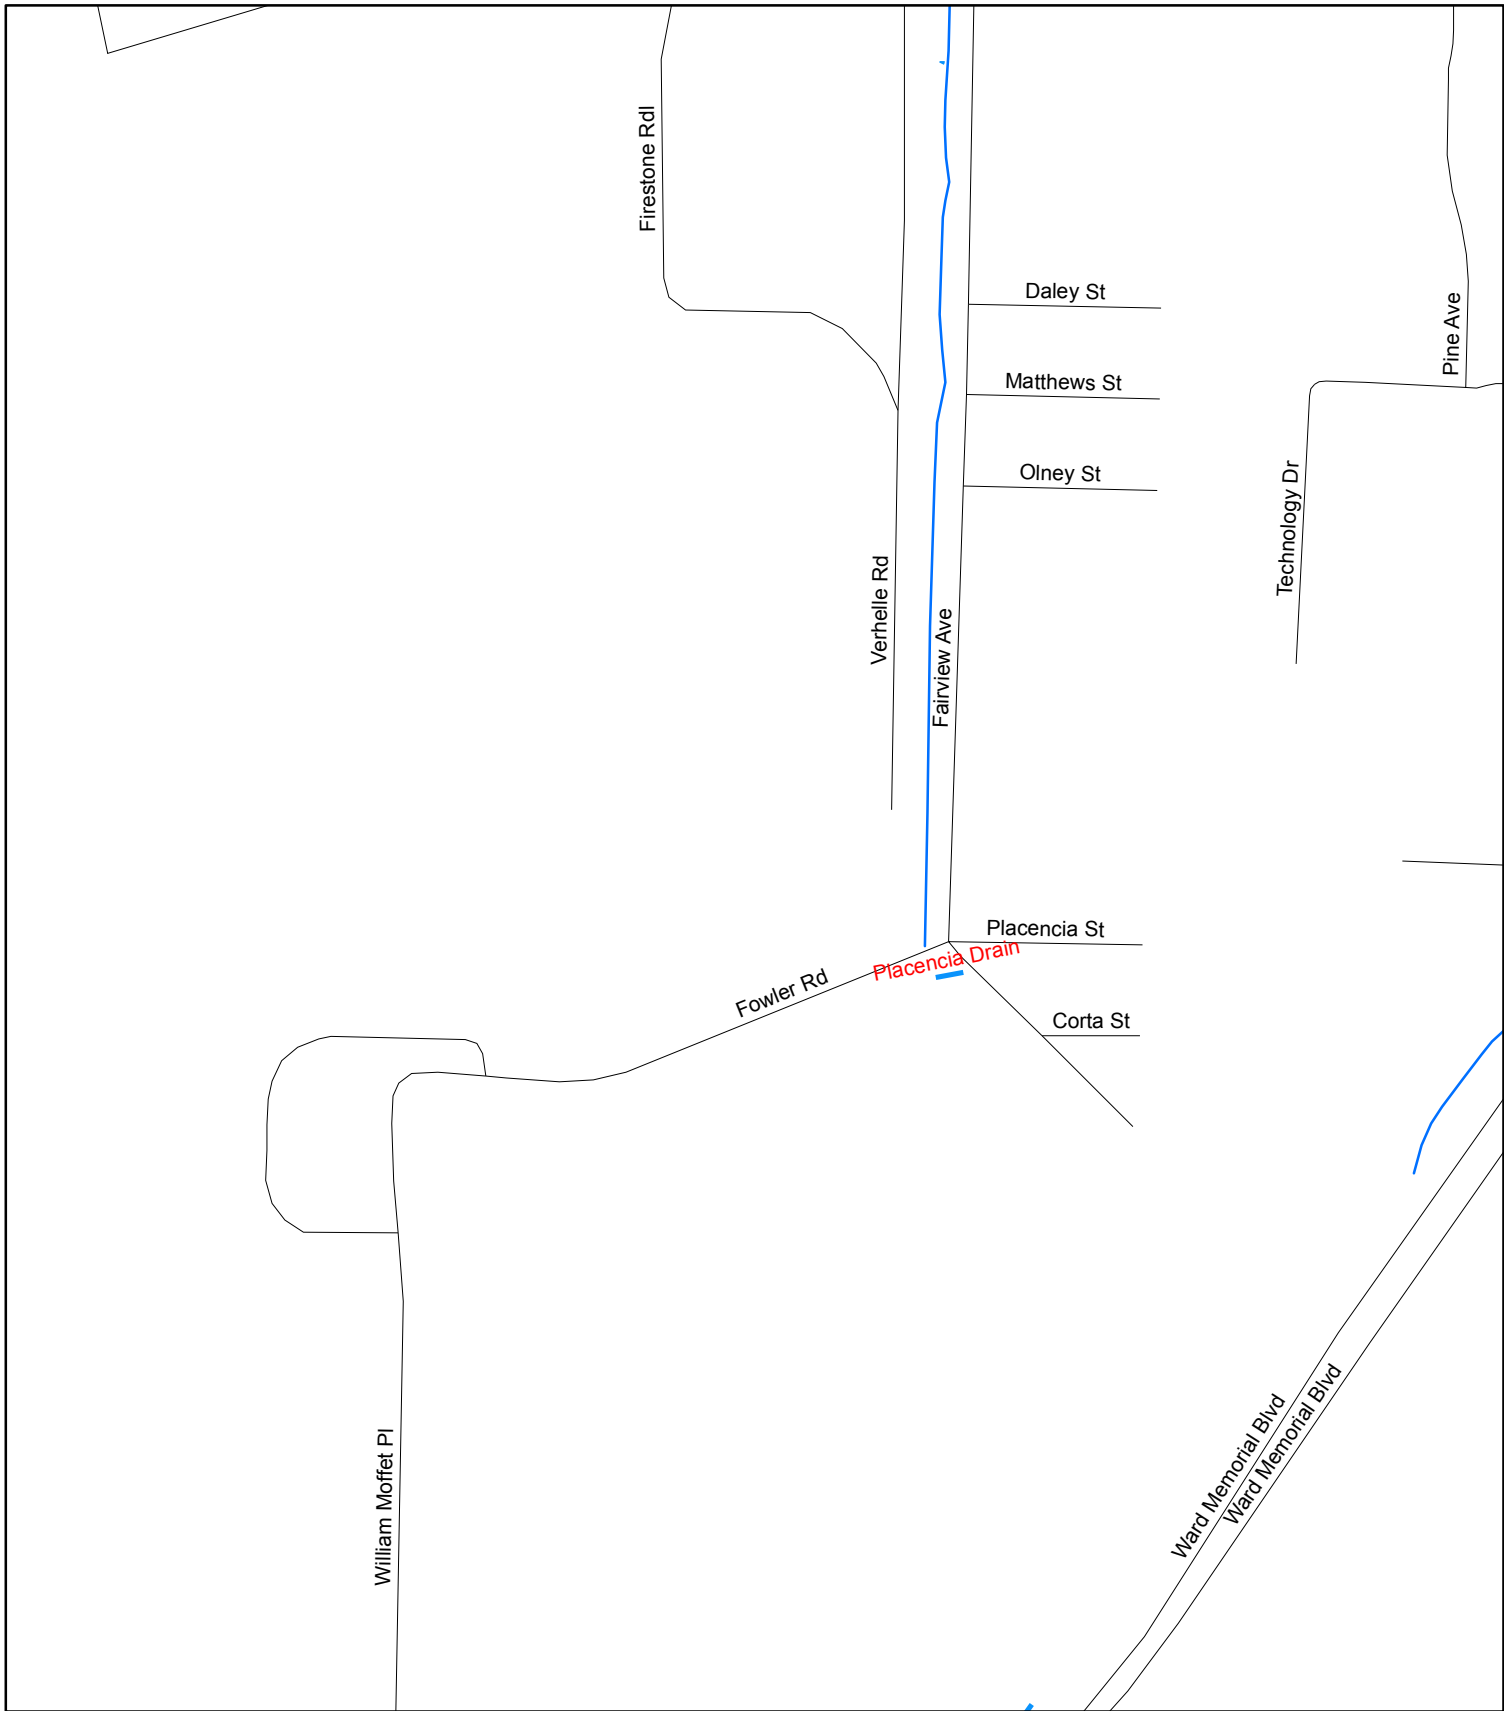 Firestone Rdl
Daley St
Pine Ave
Matthews St
Olney St
Technology Dr
Verhelle Rd
Fairview Ave
Placencia St
Placencia Drain
Fowler Rd
Corta St
Ward Memorial Blvd
Ward Memorial Blvd
William Moffet Pl